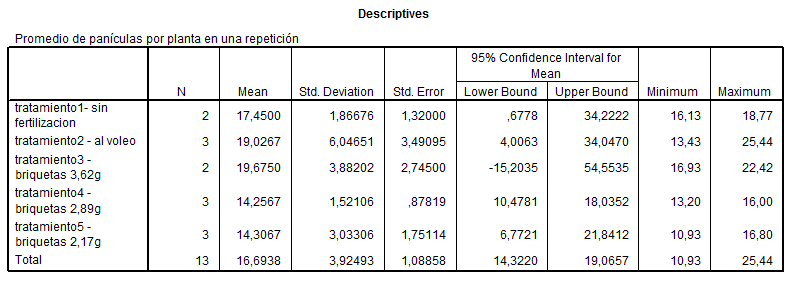 Descriptives
Promedio de panículas por planta en una repetición
95% Confidence Interval for
Mean
N Mean Std. Deviation Std. Error Lower Bound Upper Bound Minimum Maximum
tratamiento1- sin
fertilizacion 2 17,4500 1,86676 1,32000 ,6778 34,2222 16,13 18,77
tratamiento2 - al voleo 3 19,0267 6,04651 3,49095 4,0063 34,0470 13,43 25,44
tratamiento3 -
briquetas 3,62g 2 19,6750 3,88202 2,74500 -15,2035 54,5535 16,93 22,42
tratamiento4 -
briquetas 2,89g 3 14,2567 1,52106 ,87819 10,4781 18,0352 13,20 16,00
tratamiento5 -
briquetas 2,17g 3 14,3067 3,03306 1,75114 6,7721 21,8412 10,93 16,80
Total 13 16,6938 3,92493 1,08858 14,3220 19,0657 10,93 25,44